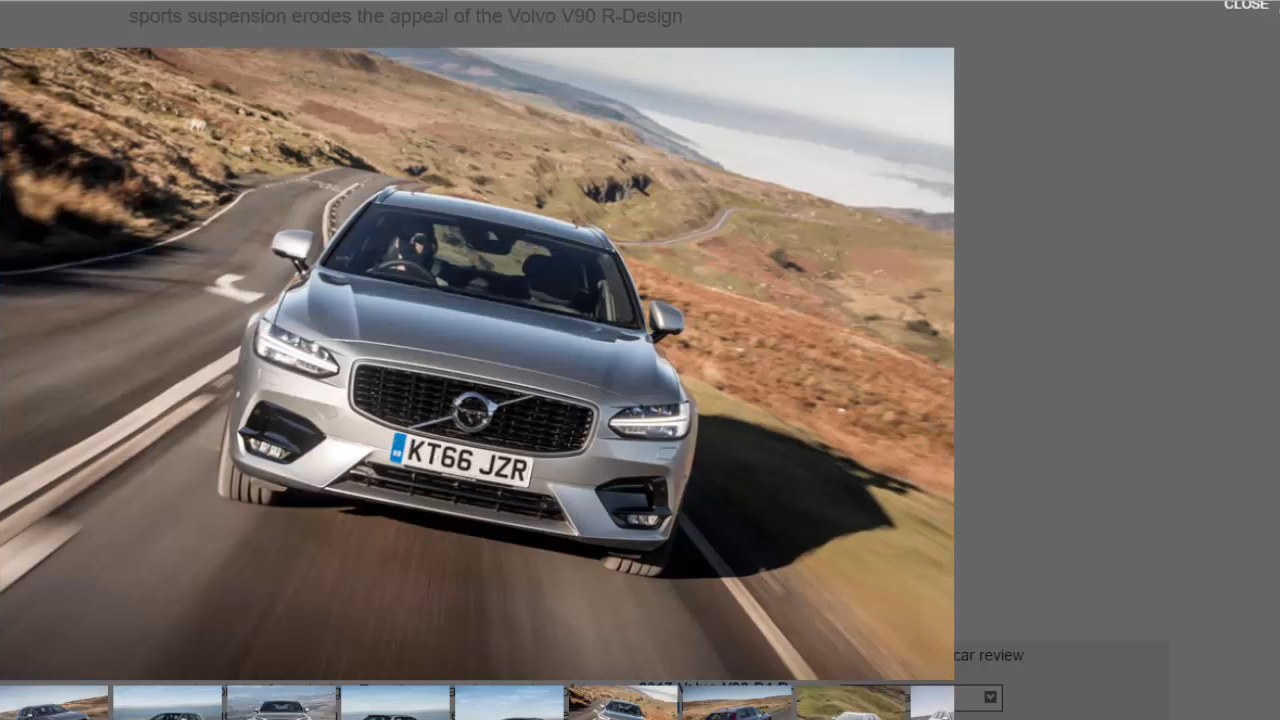 CLOSE
sports suspension erodes the appeal of the Volvo V90 R-Design
KT66 JZR
car review